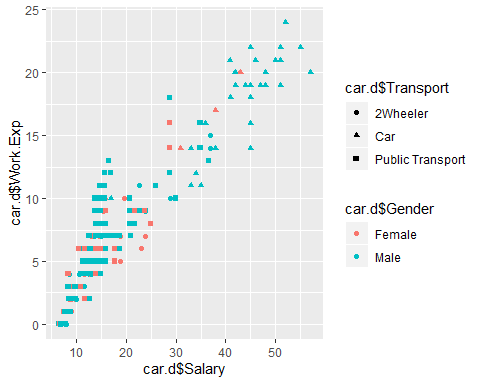 25
20
15
10
5
0
car.d$Work.Exp
10
20
30
40
50
car.d$Salary
car.d$Transport
2Wheeler
Car
Public Transport
car.d$Gender
Female
Male